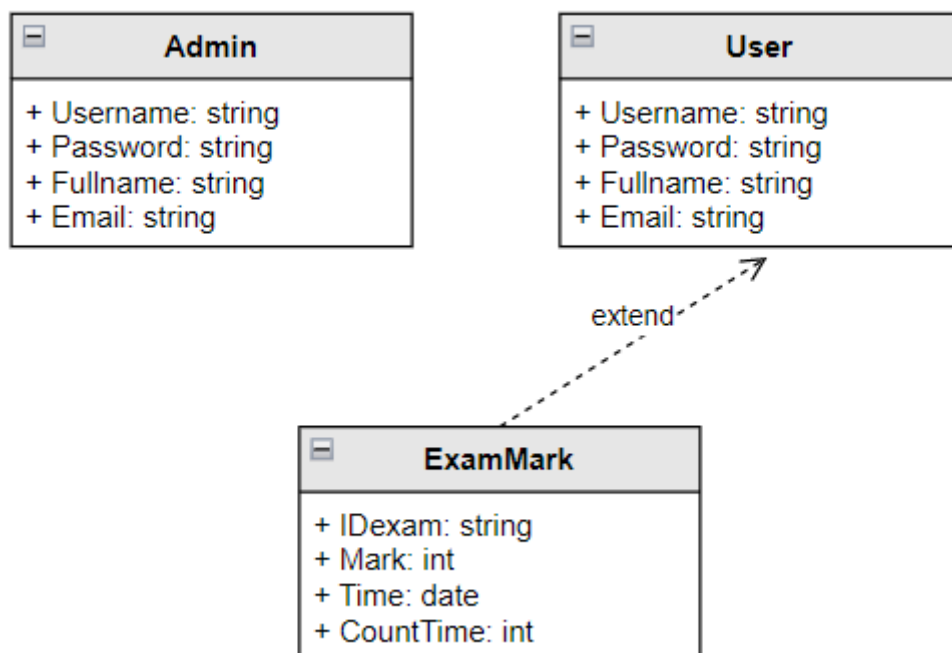 Admin
+ Username: string
+ Password: string
+ Fullname: string
+ Email: string
User
+ Username: string
+ Password: string
+ Fullname: string
+ Email: string
extend
ExamMark
+ IDexam: string
+ Mark: int
+ Time: date
+ CountTime: int